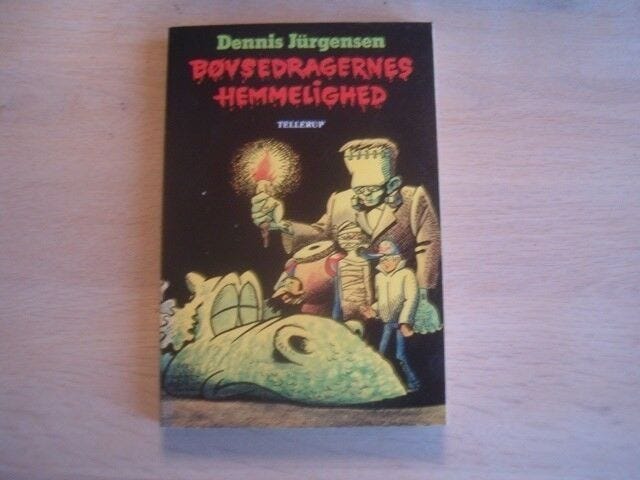 Dennis Jürgensen
BØVSEDRAGERNES
HEMMELIGHED
TELLERUP